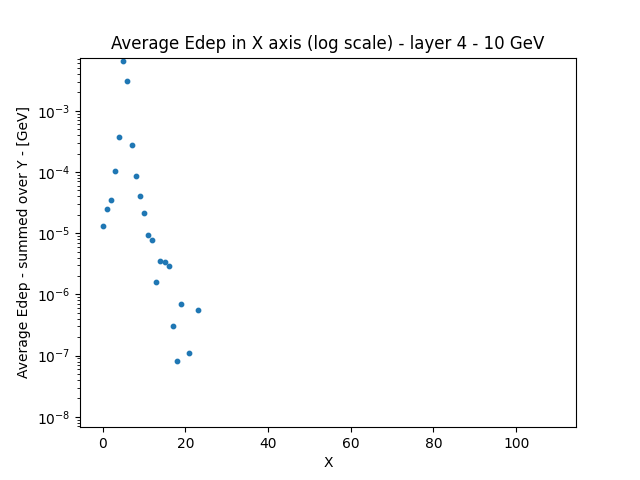 Average Edep in X axis (log scale) - layer 4 - 10 GeV
Average Edep - summed over Y - [GeV]
10⁻³
10⁻⁴
10⁻⁵
10⁻⁶
10⁻⁷
10⁻⁸
0 20 40 60 80 100
X